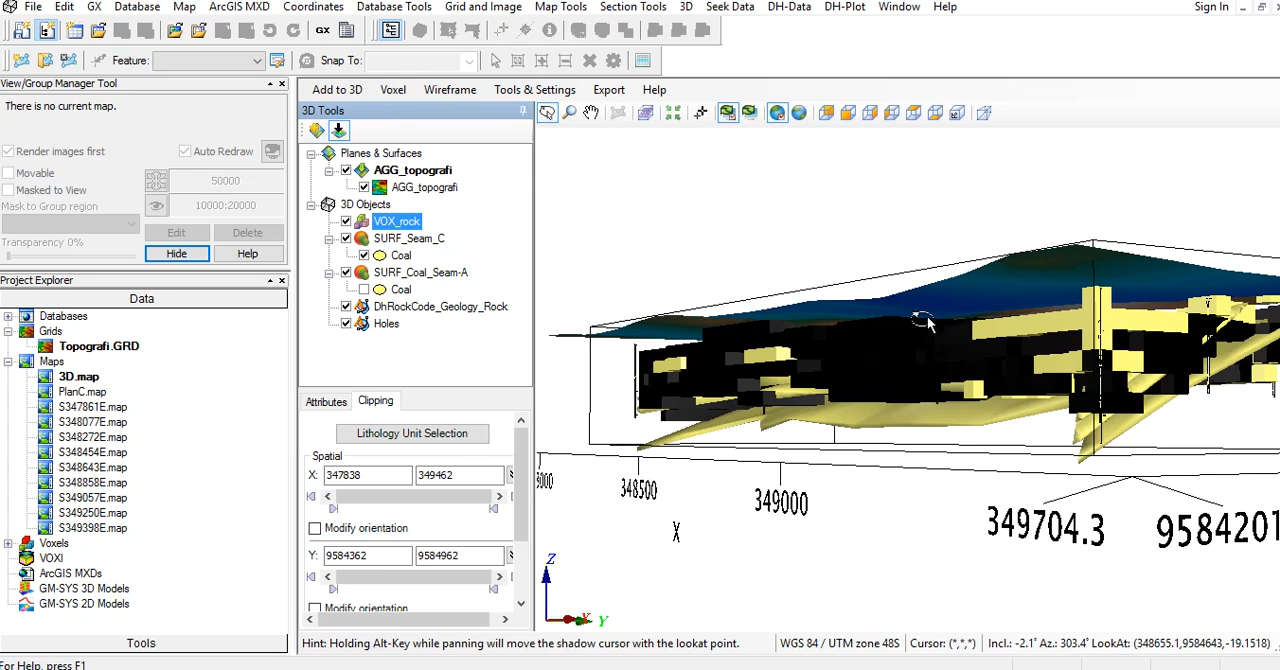 File Edit GX Database Map ArcGIS MXD Coordinates Database Tools Grid and Image Map Tools Section Tools 3D Seek Data DH-Data DH-Plot Window Help Sign In
GX
Feature: Snap To:
View/Group Manager Tool
There is no current map.
Render images first Auto Redraw
Movable 50000
Masked to View
Mask to Group region 10000:20000
Edit Delete
Transparency 0%
Hide Help
Project Explorer
Data
Databases
Grids
Topografi.GRD
Maps
3D.map
PlanC.map
S347861E.map
S348077E.map
S348272E.map
S348454E.map
S348643E.map
S348858E.map
S349057E.map
S349250E.map
S349398E.map
Voxels
VOXI
ArcGIS MXDs
GM-SYS 3D Models
GM-SYS 2D Models
Tools
Add to 3D Voxel Wireframe Tools & Settings Export Help
3D Tools
Planes & Surfaces
AGG_topografi
AGG_topografi
3D Objects
VOX_rock
SURF_Seam_C
Coal
SURF_Coal_Seam-A
Coal
DhRockCode_Geology_Rock
Holes
Attributes Clipping
Lithology Unit Selection
Spatial
X: 347838 349462
Modify orientation
Y: 9584362 9584962
Modify orientation
348500
349000
349704.3
9584201
X
Z
X
Y
Hint: Holding Alt-Key while panning will move the shadow cursor with the lookat point. WGS 84 / UTM zone 48S Cursor: (*,*,*) Incl.: -2.1° Az.: 303.4° LookAt: (348655.1,9584643,-19.1518)
For Help, press F1